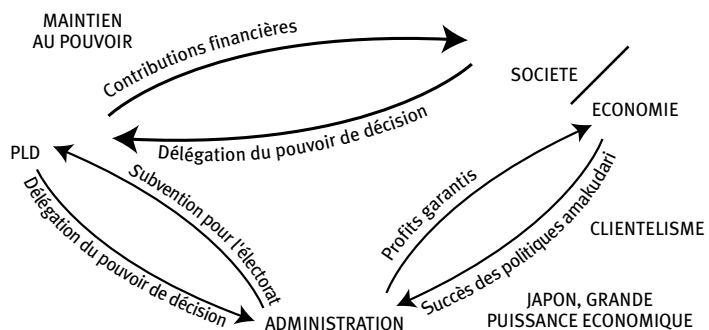 MAINTIEN
AU POUVOIR
Contributions financières
SOCIETE
ECONOMIE
Délégation du pouvoir de décision
PLD
Subvention pour l'électorat
Délégation du pouvoir de décision
Profits garantis
Succès des politiques amakudari
CLIENTELISME
ADMINISTRATION
JAPON, GRANDE
PUISSANCE ECONOMIQUE